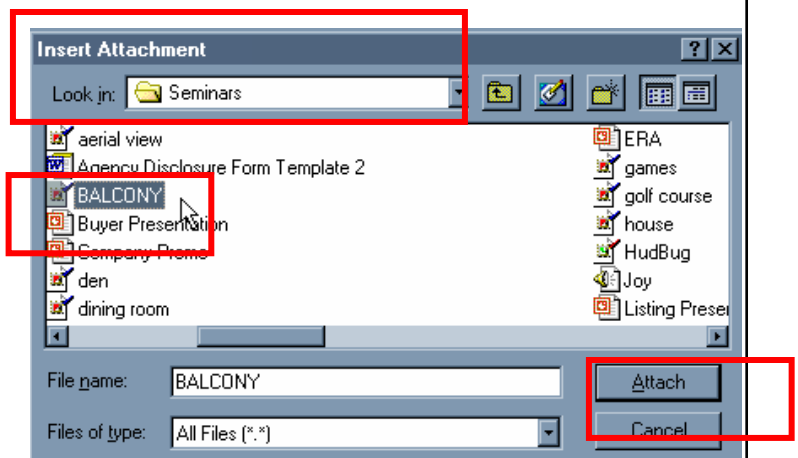 Insert Attachment
Look in: Seminars
aerial view
Agency Disclosure Form Template 2
BALCONY
Buyer Presentation
Company Promo
den
dining room
ERA
games
golf course
house
HudBug
Joy
Listing Presei
File name: BALCONY
Attach
Files of type: All Files (*.*)
Cancel